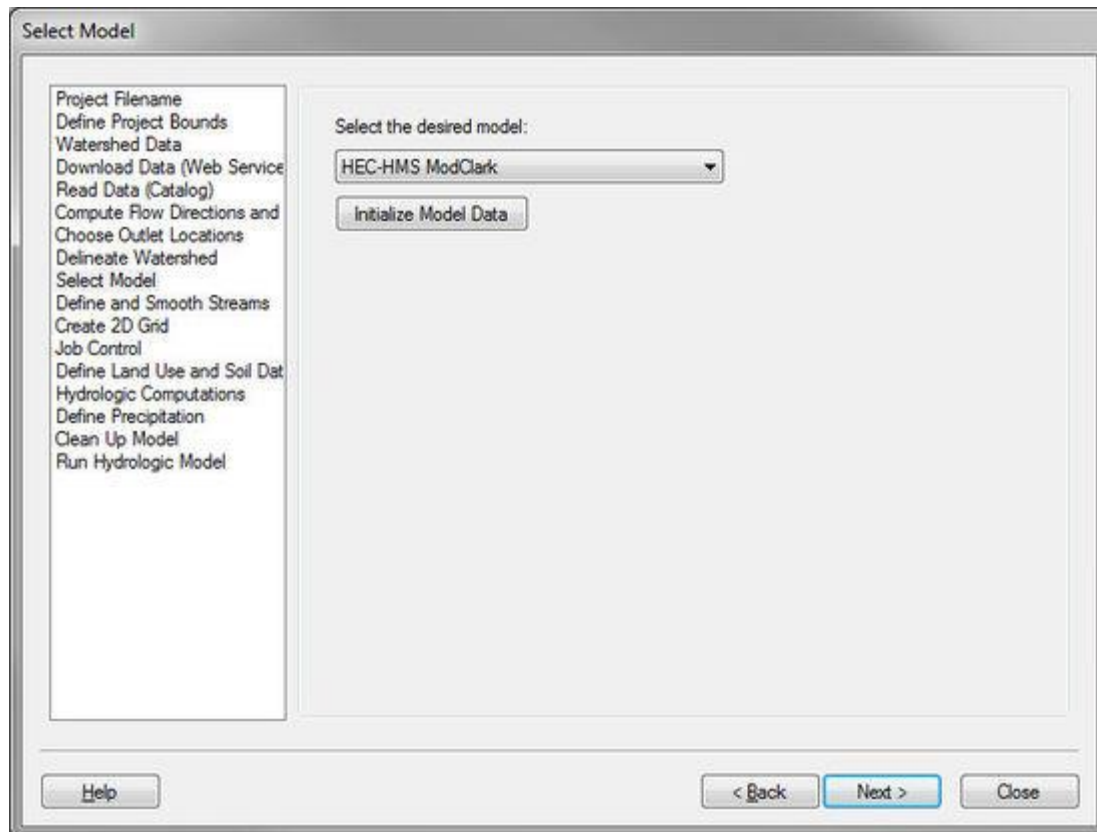 Select Model
Project Filename
Define Project Bounds
Watershed Data
Download Data (Web Service
Read Data (Catalog)
Compute Flow Directions and
Choose Outlet Locations
Delineate Watershed
Select Model
Define and Smooth Streams
Create 2D Grid
Job Control
Define Land Use and Soil Dat
Hydrologic Computations
Define Precipitation
Clean Up Model
Run Hydrologic Model
Select the desired model:
HEC-HMS ModClark
Initialize Model Data
Help
< Back
Next >
Close